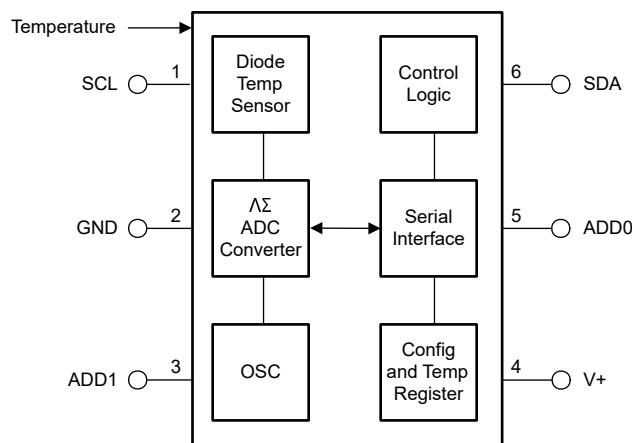 Temperature
SCL
1
Diode
Temp
Sensor
Control
Logic
6
SDA
GND
2
ΛΣ
ADC
Converter
Serial
Interface
5
ADD0
ADD1
3
OSC
Config
and Temp
Register
4
V+